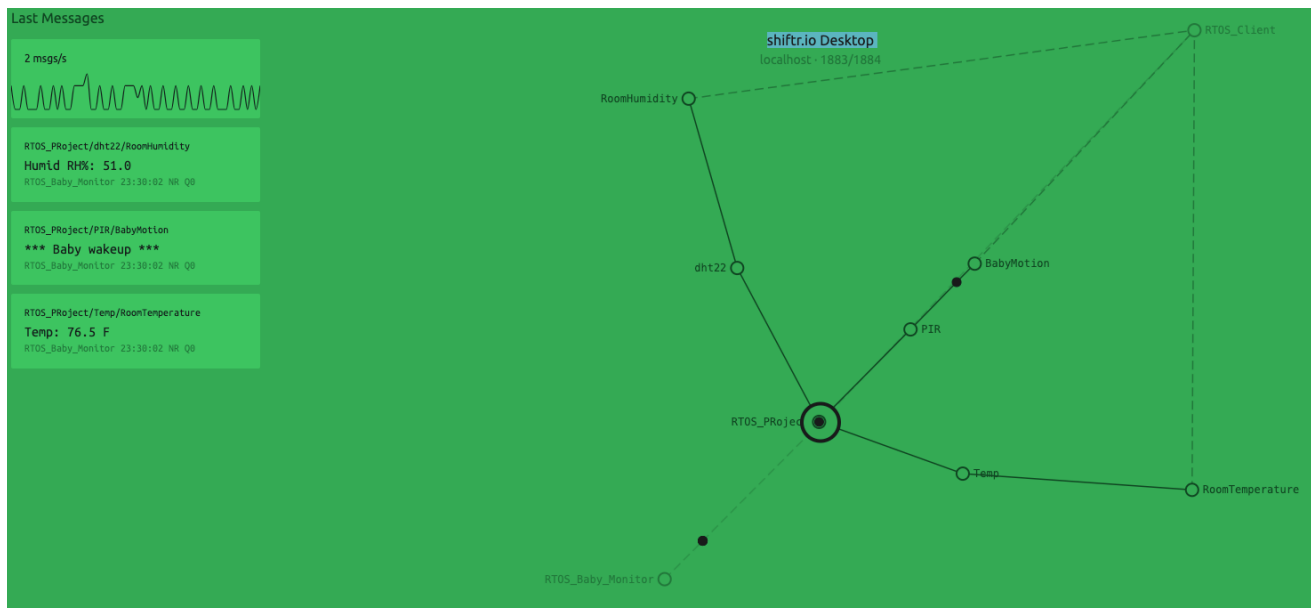 Last Messages
2 msgs/s
RTOS_PRoject/dht22/RoomHumidity
Humid RH%: 51.0
RTOS_Baby_Monitor 23:30:02 NR Q0
RTOS_PRoject/PIR/BabyMotion
*** Baby wakeup ***
RTOS_Baby_Monitor 23:30:02 NR Q0
RTOS_PRoject/Temp/RoomTemperature
Temp: 76.5 F
RTOS_Baby_Monitor 23:30:02 NR Q0
shiftr.io Desktop
localhost · 1883/1884
RTOS_Client
RoomHumidity
dht22
BabyMotion
PIR
RTOS_PRojec
Temp
RoomTemperature
RTOS_Baby_Monitor